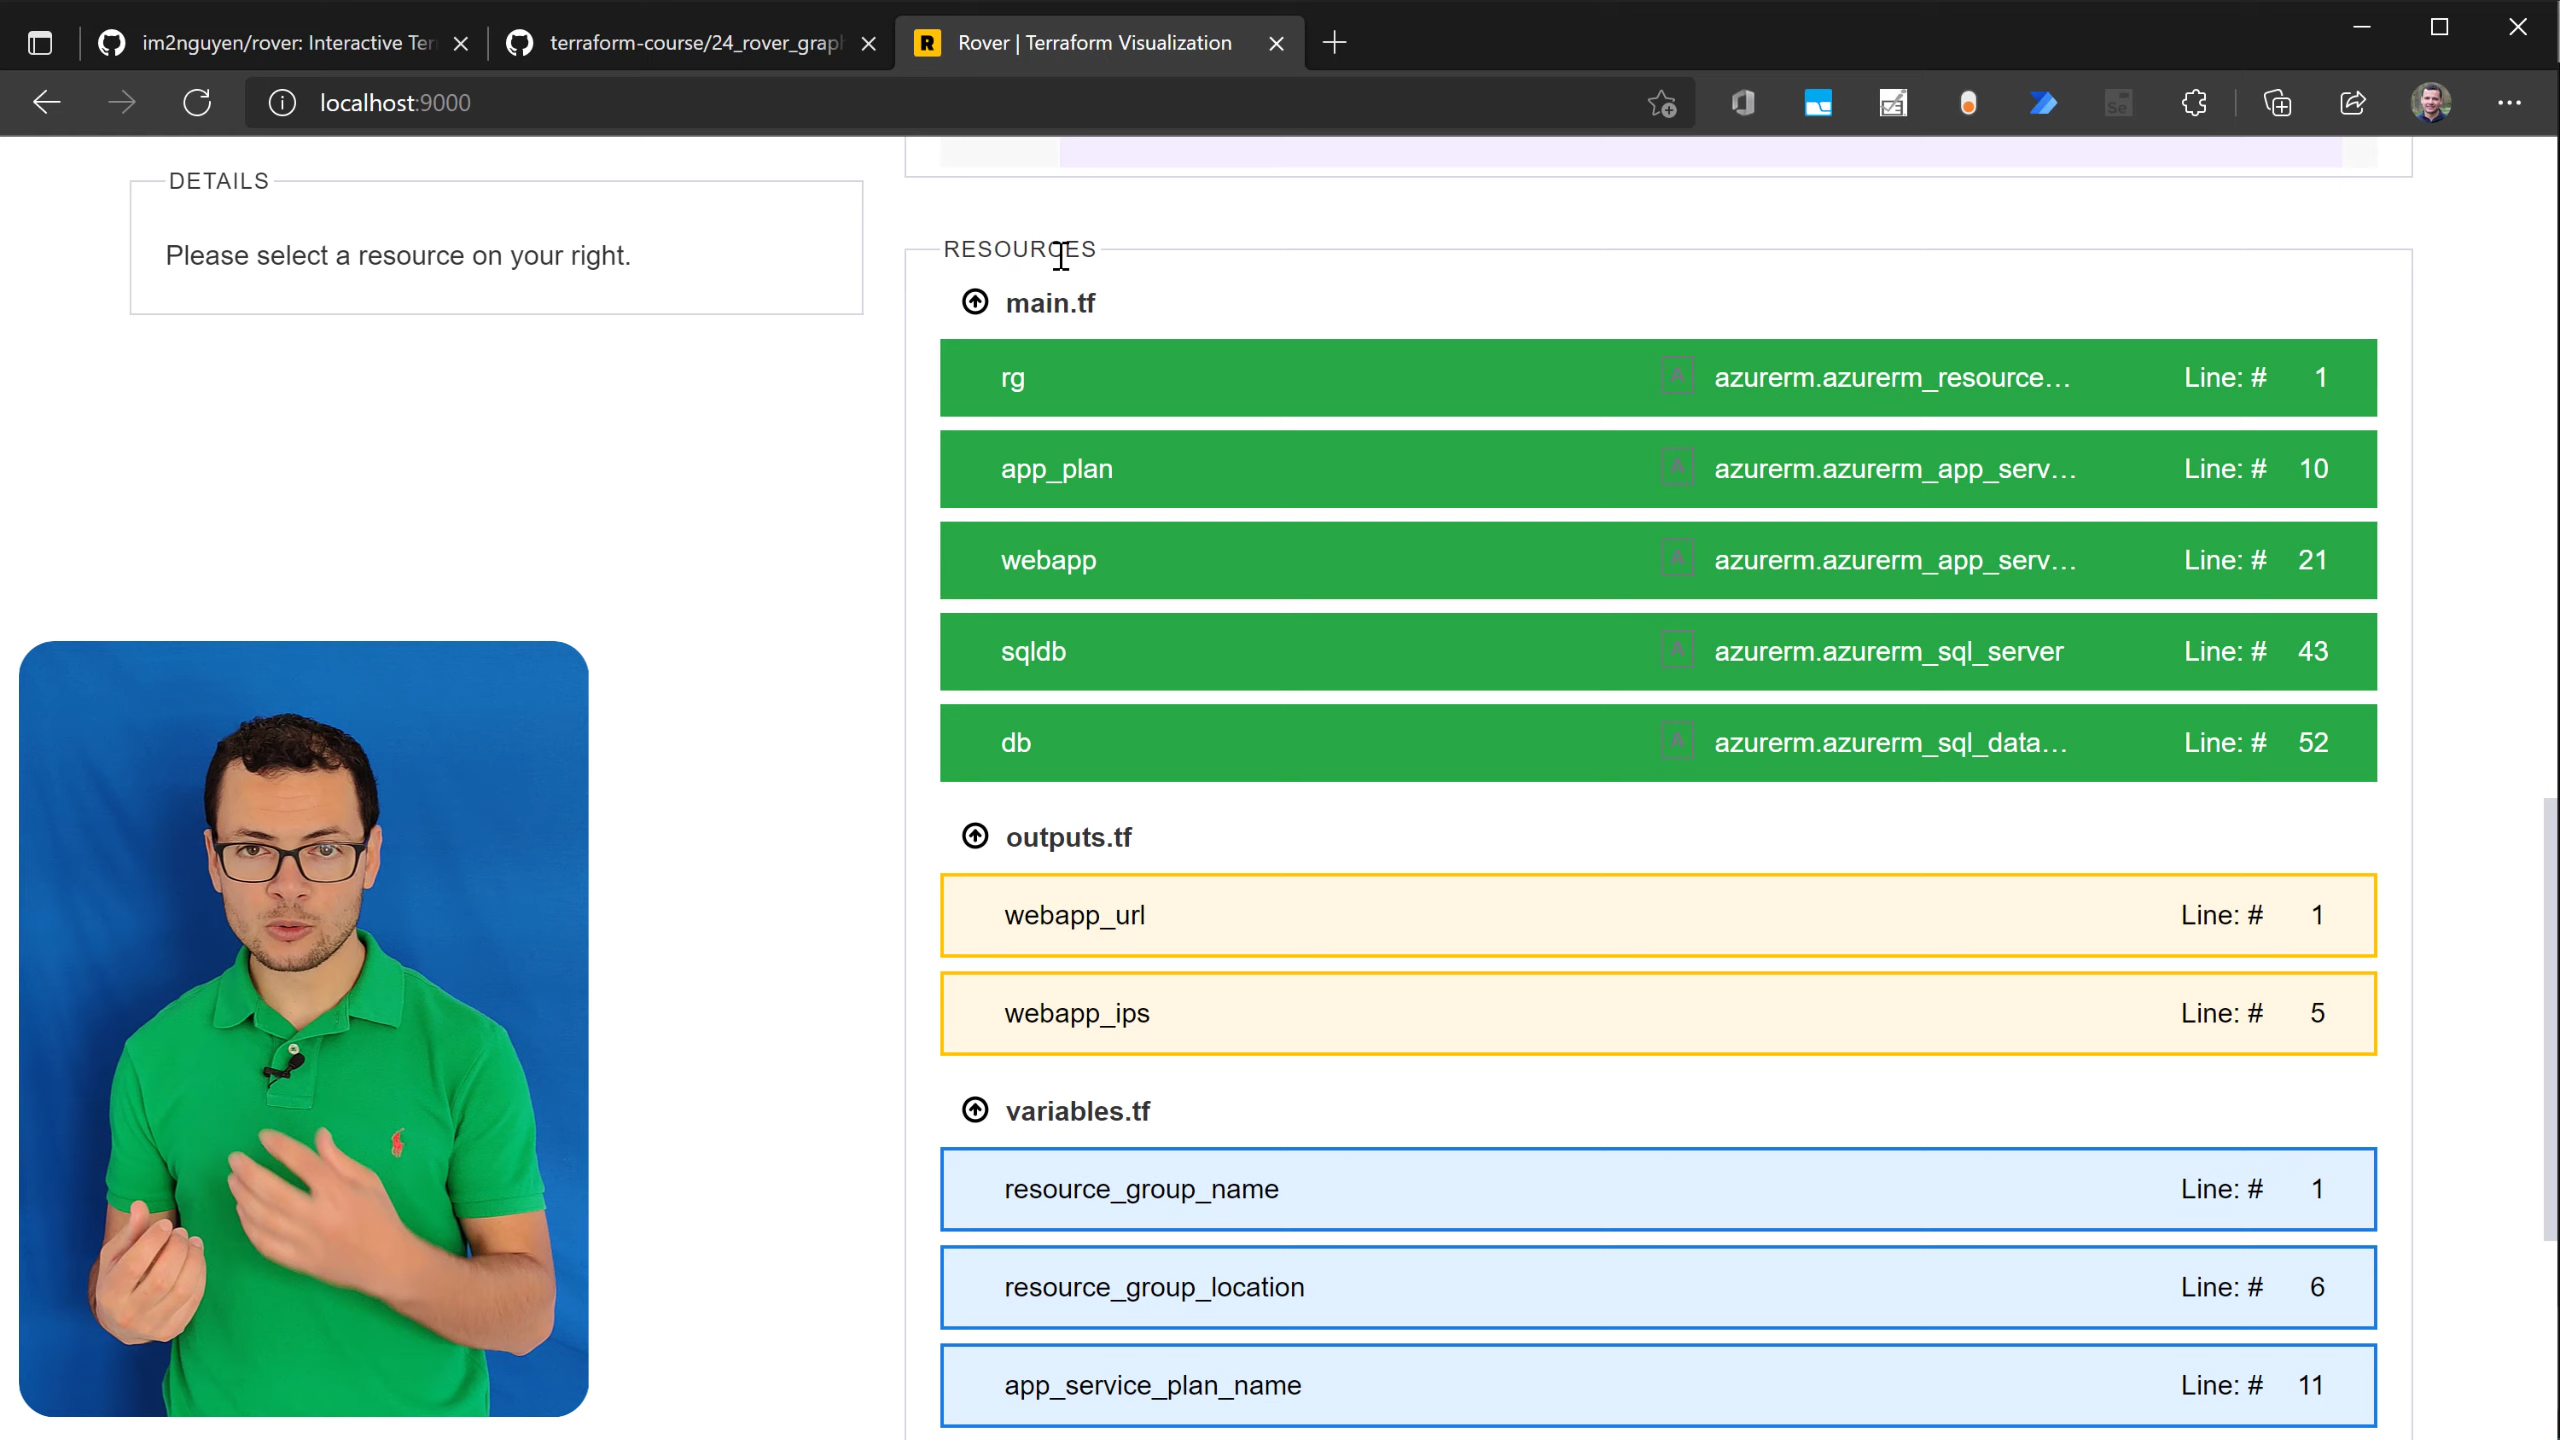 im2nguyen/rover: Interactive Ter
terraform-course/24_rover_grap
Rover | Terraform Visualization
localhost:9000
DETAILS
Please select a resource on your right.
RESOURCES
main.tf
rg A azurerm.azurerm_resource... Line: # 1
app_plan A azurerm.azurerm_app_serv... Line: # 10
webapp A azurerm.azurerm_app_serv... Line: # 21
sqldb A azurerm.azurerm_sql_server Line: # 43
db A azurerm.azurerm_sql_data... Line: # 52
outputs.tf
webapp_url Line: # 1
webapp_ips Line: # 5
variables.tf
resource_group_name Line: # 1
resource_group_location Line: # 6
app_service_plan_name Line: # 11